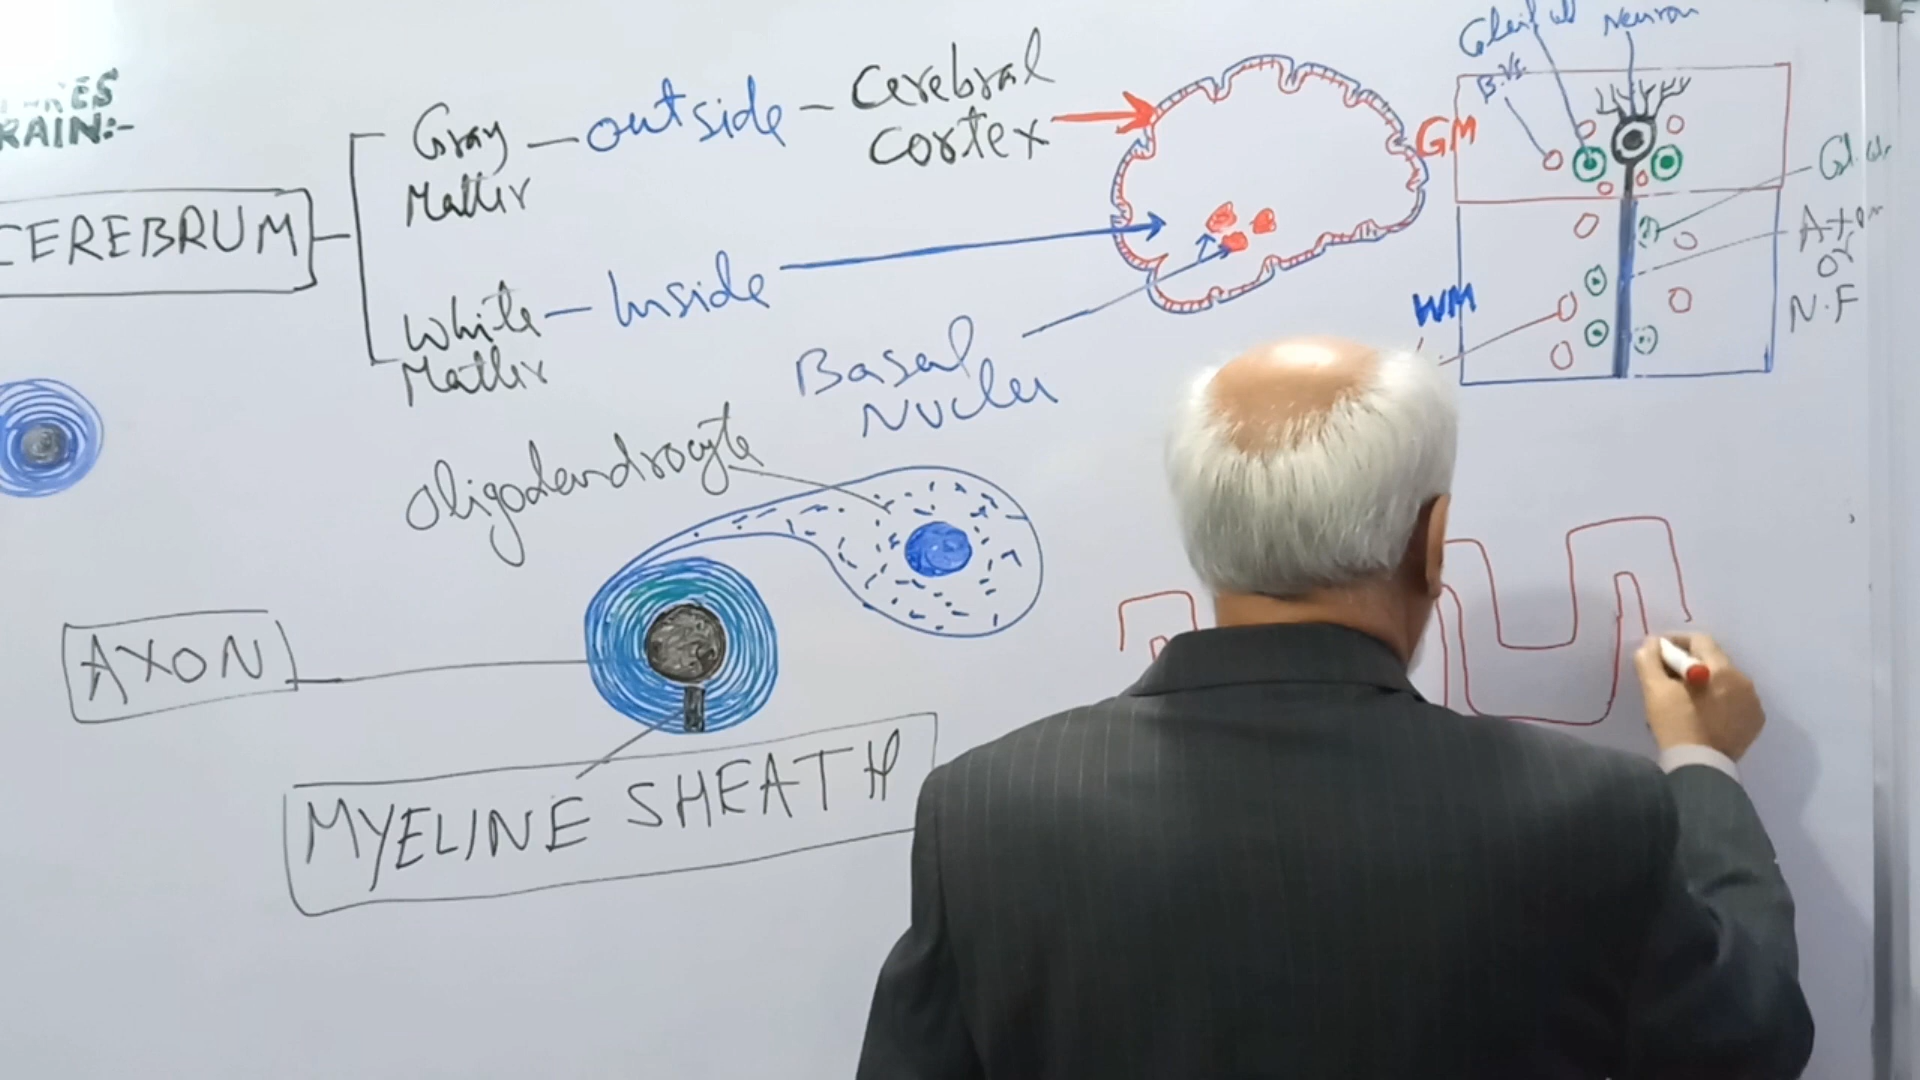 RAIN:-
CEREBRUM
Gray
Matter
outside
Cerebral
cortex
White
Matter
Inside
Basal
Nuclei
oligodendrocyte
AXON
MYELINE SHEATH
Neuron
B.Vs
GM
WM
Axon
or
N.F